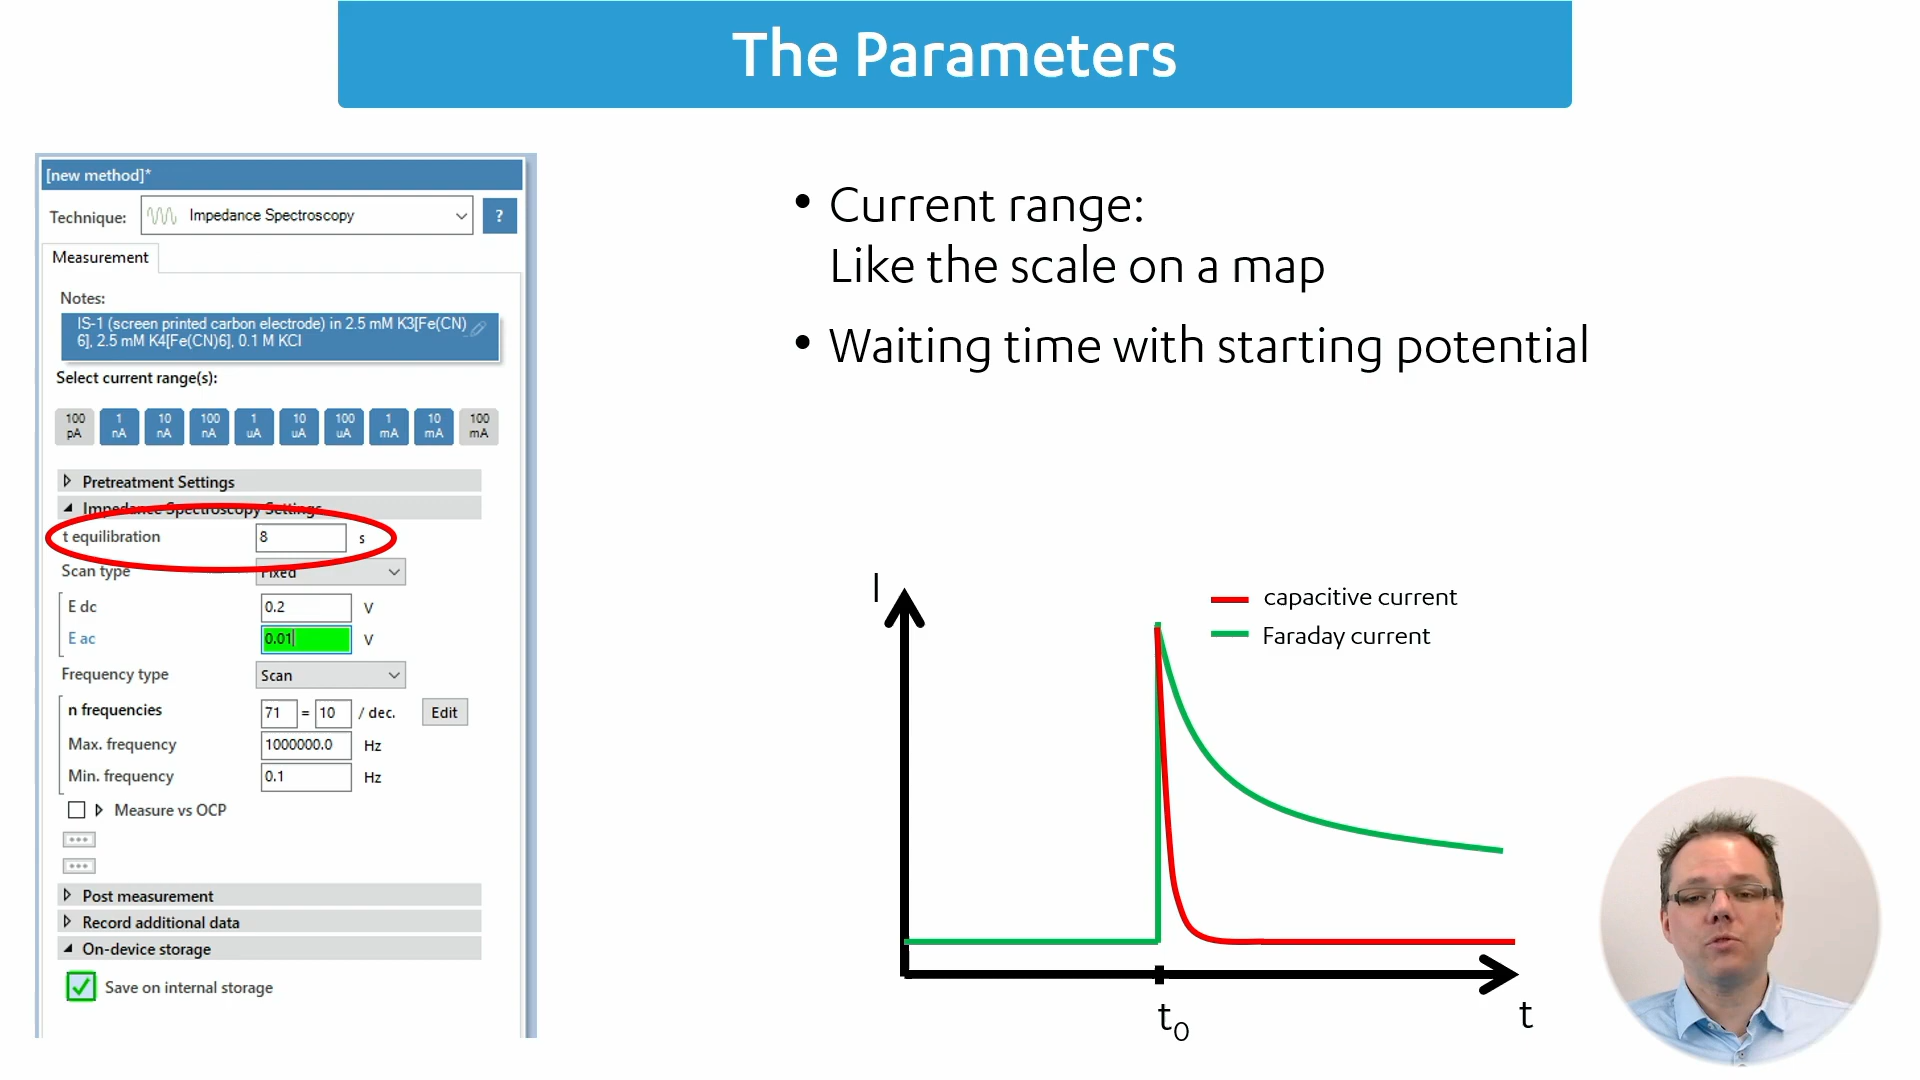 The Parameters
[new method]*
Technique: Impedance Spectroscopy ?
Measurement
Notes:
IS-1 (screen printed carbon electrode) in 2.5 mM K3[Fe(CN)
6], 2.5 mM K4[Fe(CN)6], 0.1 M KCl
Select current range(s):
100 pA 1 nA 10 nA 100 nA 1 uA 10 uA 100 uA 1 mA 10 mA 100 mA
Pretreatment Settings
Impedance Spectroscopy Settings
t equilibration 8 s
Scan type Fixed
E dc 0.2 V
E ac 0.01 V
Frequency type Scan
n frequencies 71 = 10 / dec. Edit
Max. frequency 1000000.0 Hz
Min. frequency 0.1 Hz
Measure vs OCP
Post measurement
Record additional data
On-device storage
Save on internal storage
• Current range:
Like the scale on a map
• Waiting time with starting potential
I
capacitive current
Faraday current
t0
t